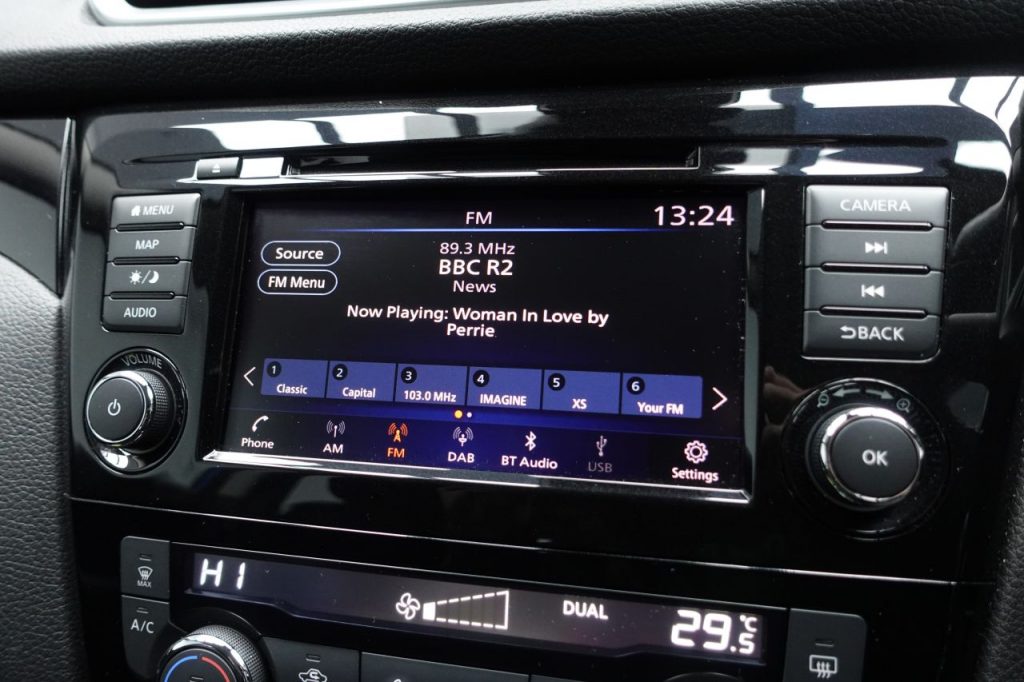 FM
13:24
MENU
MAP
AUDIO
VOLUME
Source
FM Menu
89.3 MHz
BBC R2
News
Now Playing: Woman In Love by
Perrie
1
Classic
2
Capital
3
103.0 MHz
4
IMAGINE
5
XS
6
Your FM
Phone
AM
FM
DAB
BT Audio
USB
Settings
CAMERA
BACK
OK
MAX
A/C
HI
DUAL
29.5 °C